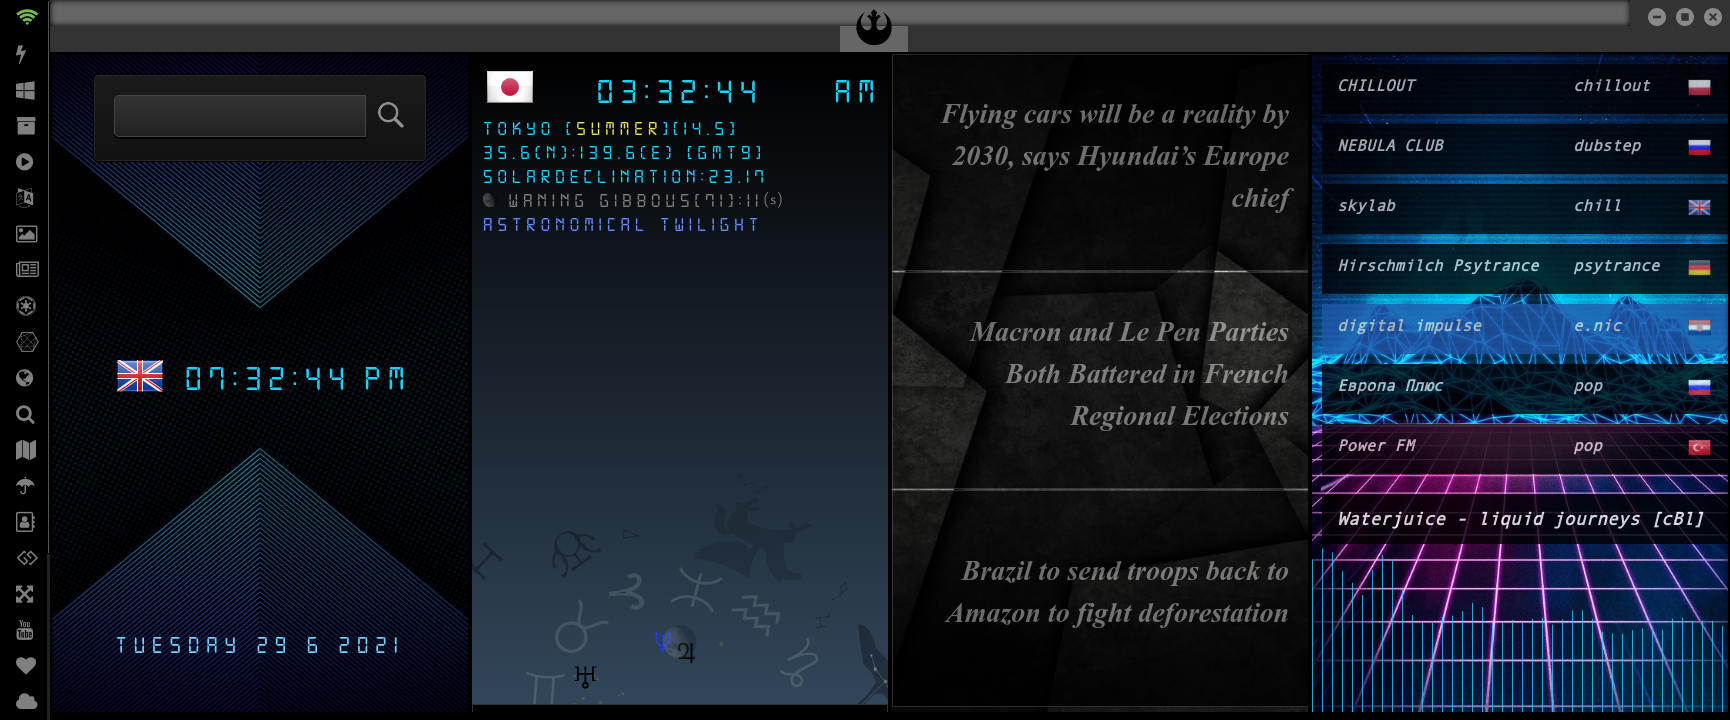 07:32:44 PM
TUESDAY 29 6 2021
03:32:44 AM
TOKYO [SUMMER][14.5]
35.6(N):139.6(E) [GMT9]
SOLARDECLINATION:23.17
WANING GIBBOUS[71]:11(s)
ASTRONOMICAL TWILIGHT
Flying cars will be a reality by
2030, says Hyundai’s Europe
chief
Macron and Le Pen Parties
Both Battered in French
Regional Elections
Brazil to send troops back to
Amazon to fight deforestation
CHILLOUT chillout
NEBULA CLUB dubstep
skylab chill
Hirschmilch Psytrance psytrance
digital impulse e.nic
Европа Плюс pop
Power FM pop
Waterjuice - liquid journeys [cBl]
You
Tube